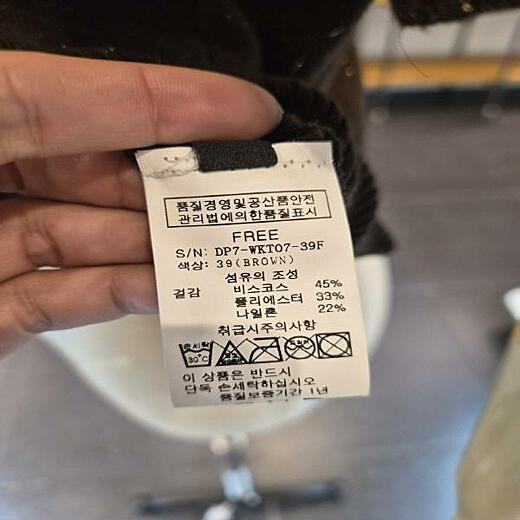 품질경영및공산품안전
관리법에의한품질표시
FREE
S/N: DP7-WKT07-39F
색상: 39(BROWN)
섬유의 조성
겉감 비스코스 45%
폴리에스터 33%
나일론 22%
취급시주의사항
손세탁
30°C
이 상품은 반드시
단독 손세탁하십시오
품질보증기간 1년